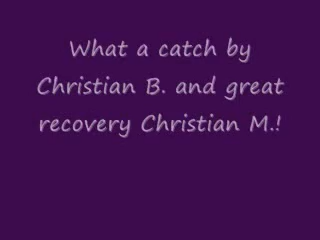 What a catch by
Christian B. and great
recovery Christian M.!